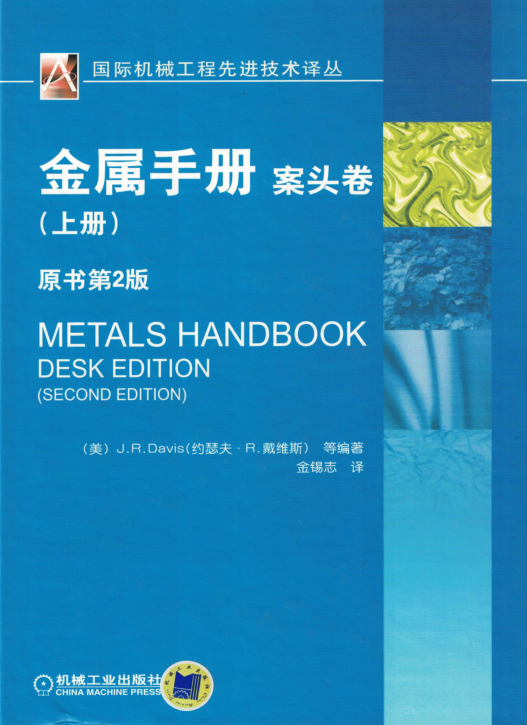 国际机械工程先进技术译丛
金属手册 案头卷
(上册)
原书第2版
METALS HANDBOOK
DESK EDITION
(SECOND EDITION)
(美) J.R.Davis(约瑟夫·R.戴维斯) 等编著
金锡志 译
机械工业出版社
CHINA MACHINE PRESS